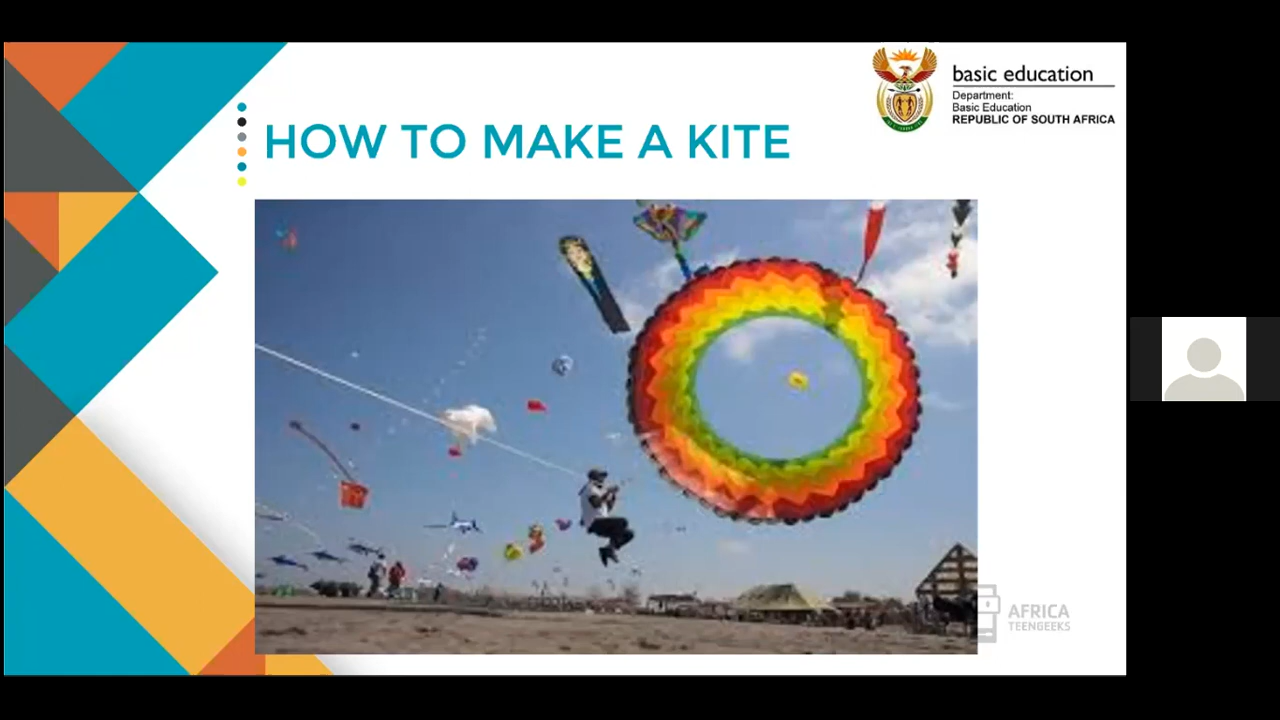 basic education
Department:
Basic Education
REPUBLIC OF SOUTH AFRICA
HOW TO MAKE A KITE
AFRICA
TEENGEEKS